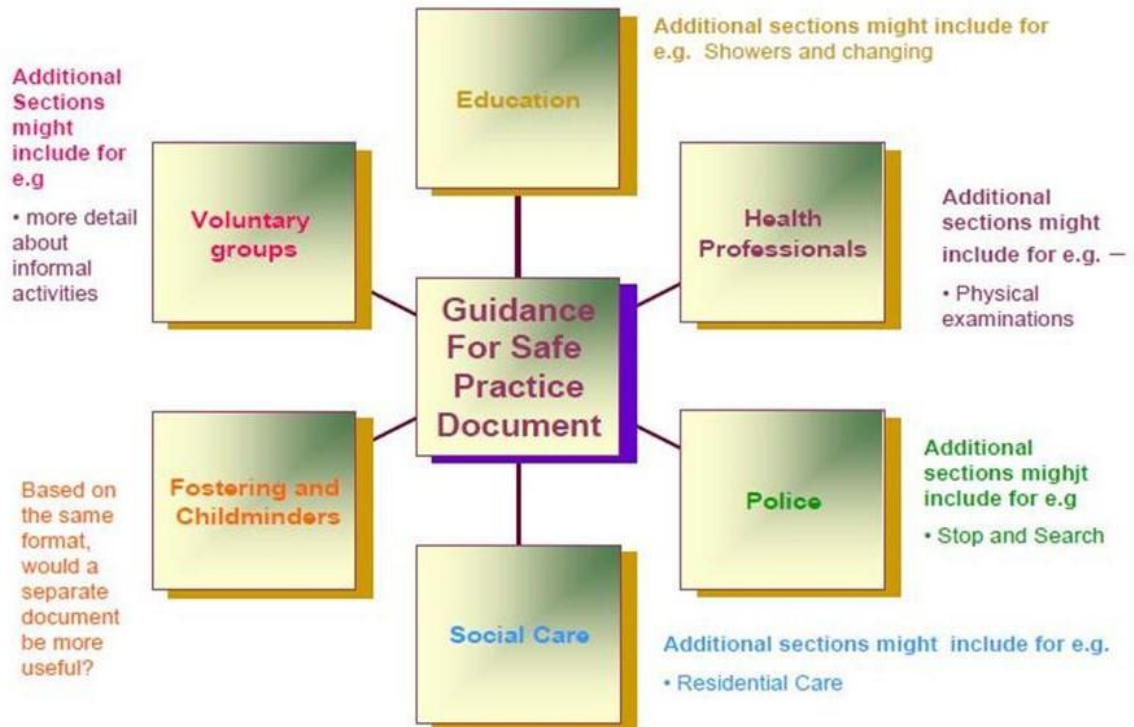 Education
Additional sections might include for
e.g. Showers and changing
Additional
Sections
might
include for
e.g
• more detail
about
informal
activities
Voluntary
groups
Health
Professionals
Additional
sections might
include for e.g. –
• Physical
examinations
Guidance
For Safe
Practice
Document
Based on
the same
format,
would a
separate
document
be more
useful?
Fostering and
Childminders
Police
Additional
sections mighjt
include for e.g
• Stop and Search
Social Care
Additional sections might include for e.g.
• Residential Care